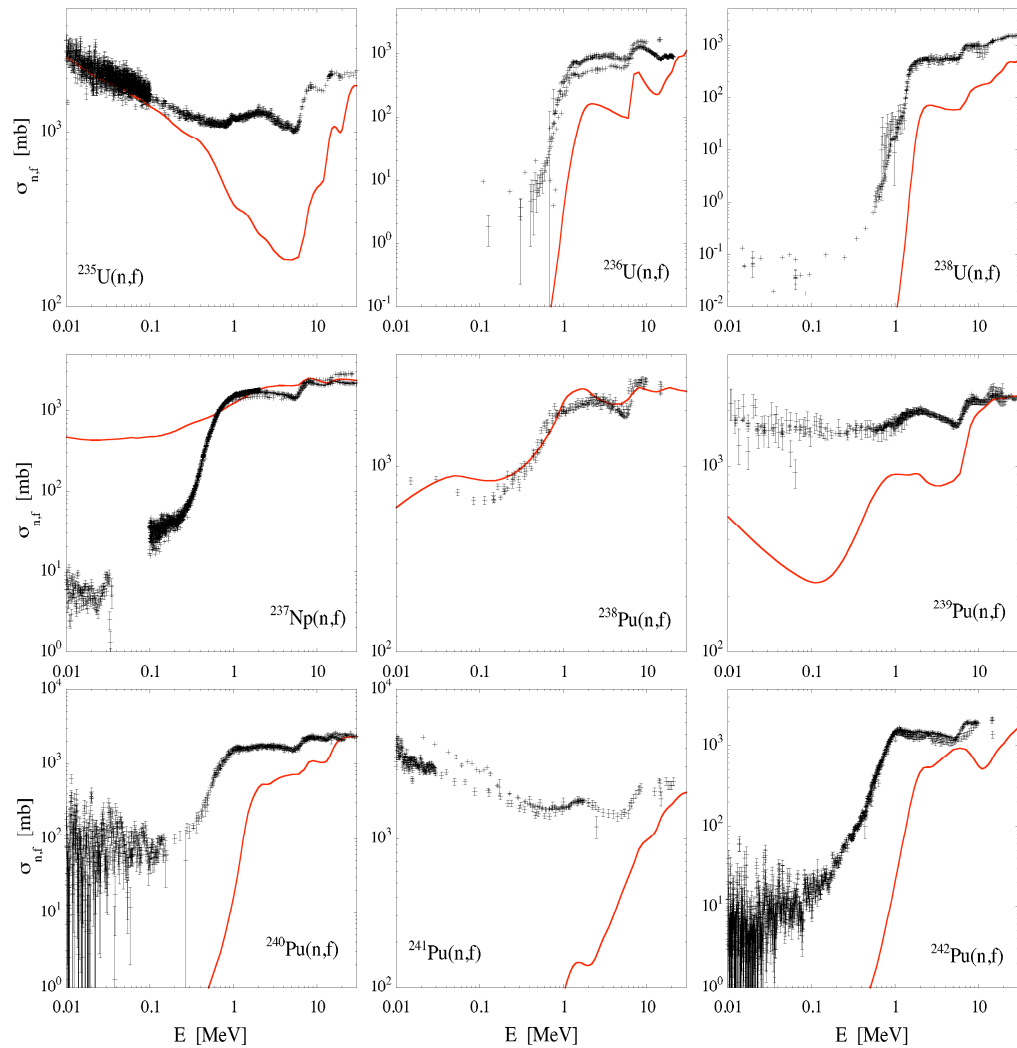 σn,f [mb]
10³
10²
²³⁵U(n,f)
0.01 0.1 1 10
10³
10²
10¹
10⁰
10⁻¹
²³⁶U(n,f)
0.01 0.1 1 10
10³
10²
10¹
10⁰
10⁻¹
10⁻²
²³⁸U(n,f)
0.01 0.1 1 10
σn,f [mb]
10³
10²
10¹
10⁰
²³⁷Np(n,f)
0.01 0.1 1 10
10³
10²
²³⁸Pu(n,f)
0.01 0.1 1 10
10³
10²
²³⁹Pu(n,f)
0.01 0.1 1 10
σn,f [mb]
10⁴
10³
10²
10¹
10⁰
²⁴⁰Pu(n,f)
0.01 0.1 1 10
E [MeV]
10⁴
10³
10²
²⁴¹Pu(n,f)
0.01 0.1 1 10
E [MeV]
10³
10²
10¹
10⁰
²⁴²Pu(n,f)
0.01 0.1 1 10
E [MeV]